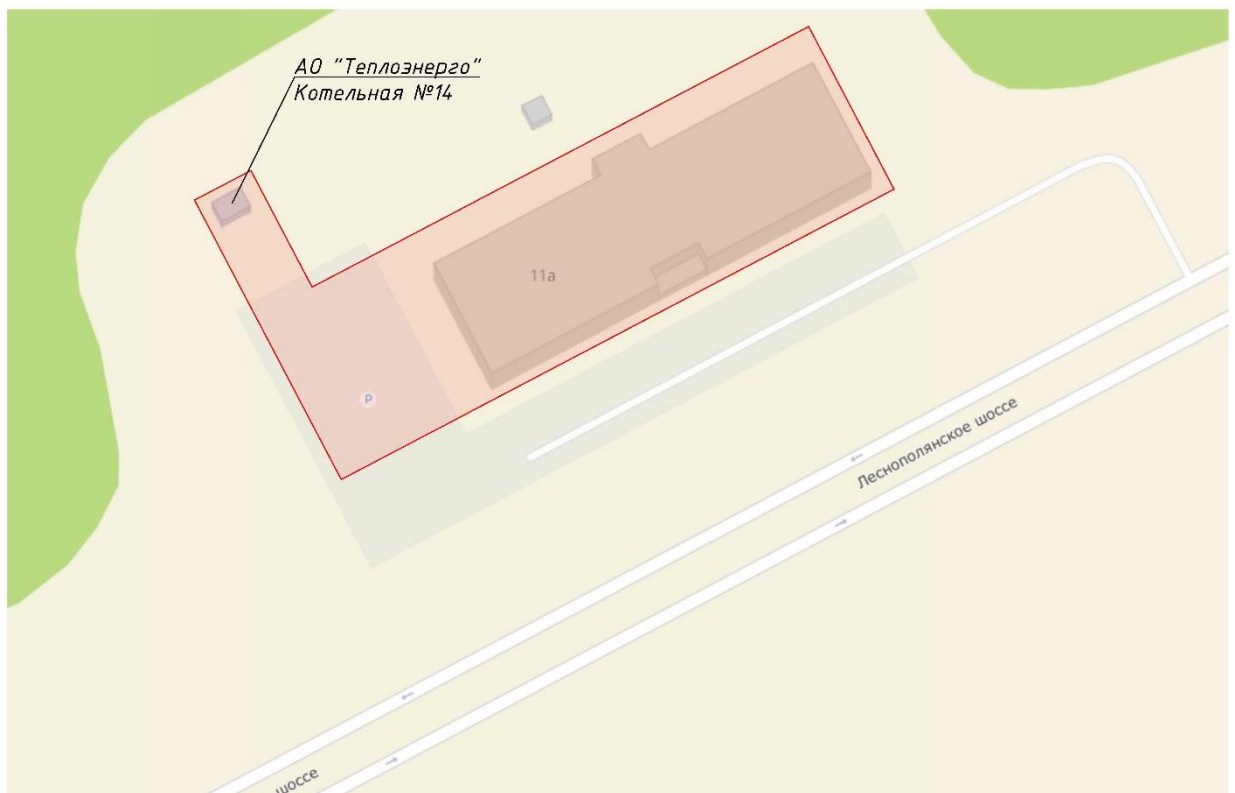 АО "Теплоэнерго"
Котельная №14
11а
P
Леснополянское шоссе
шоссе